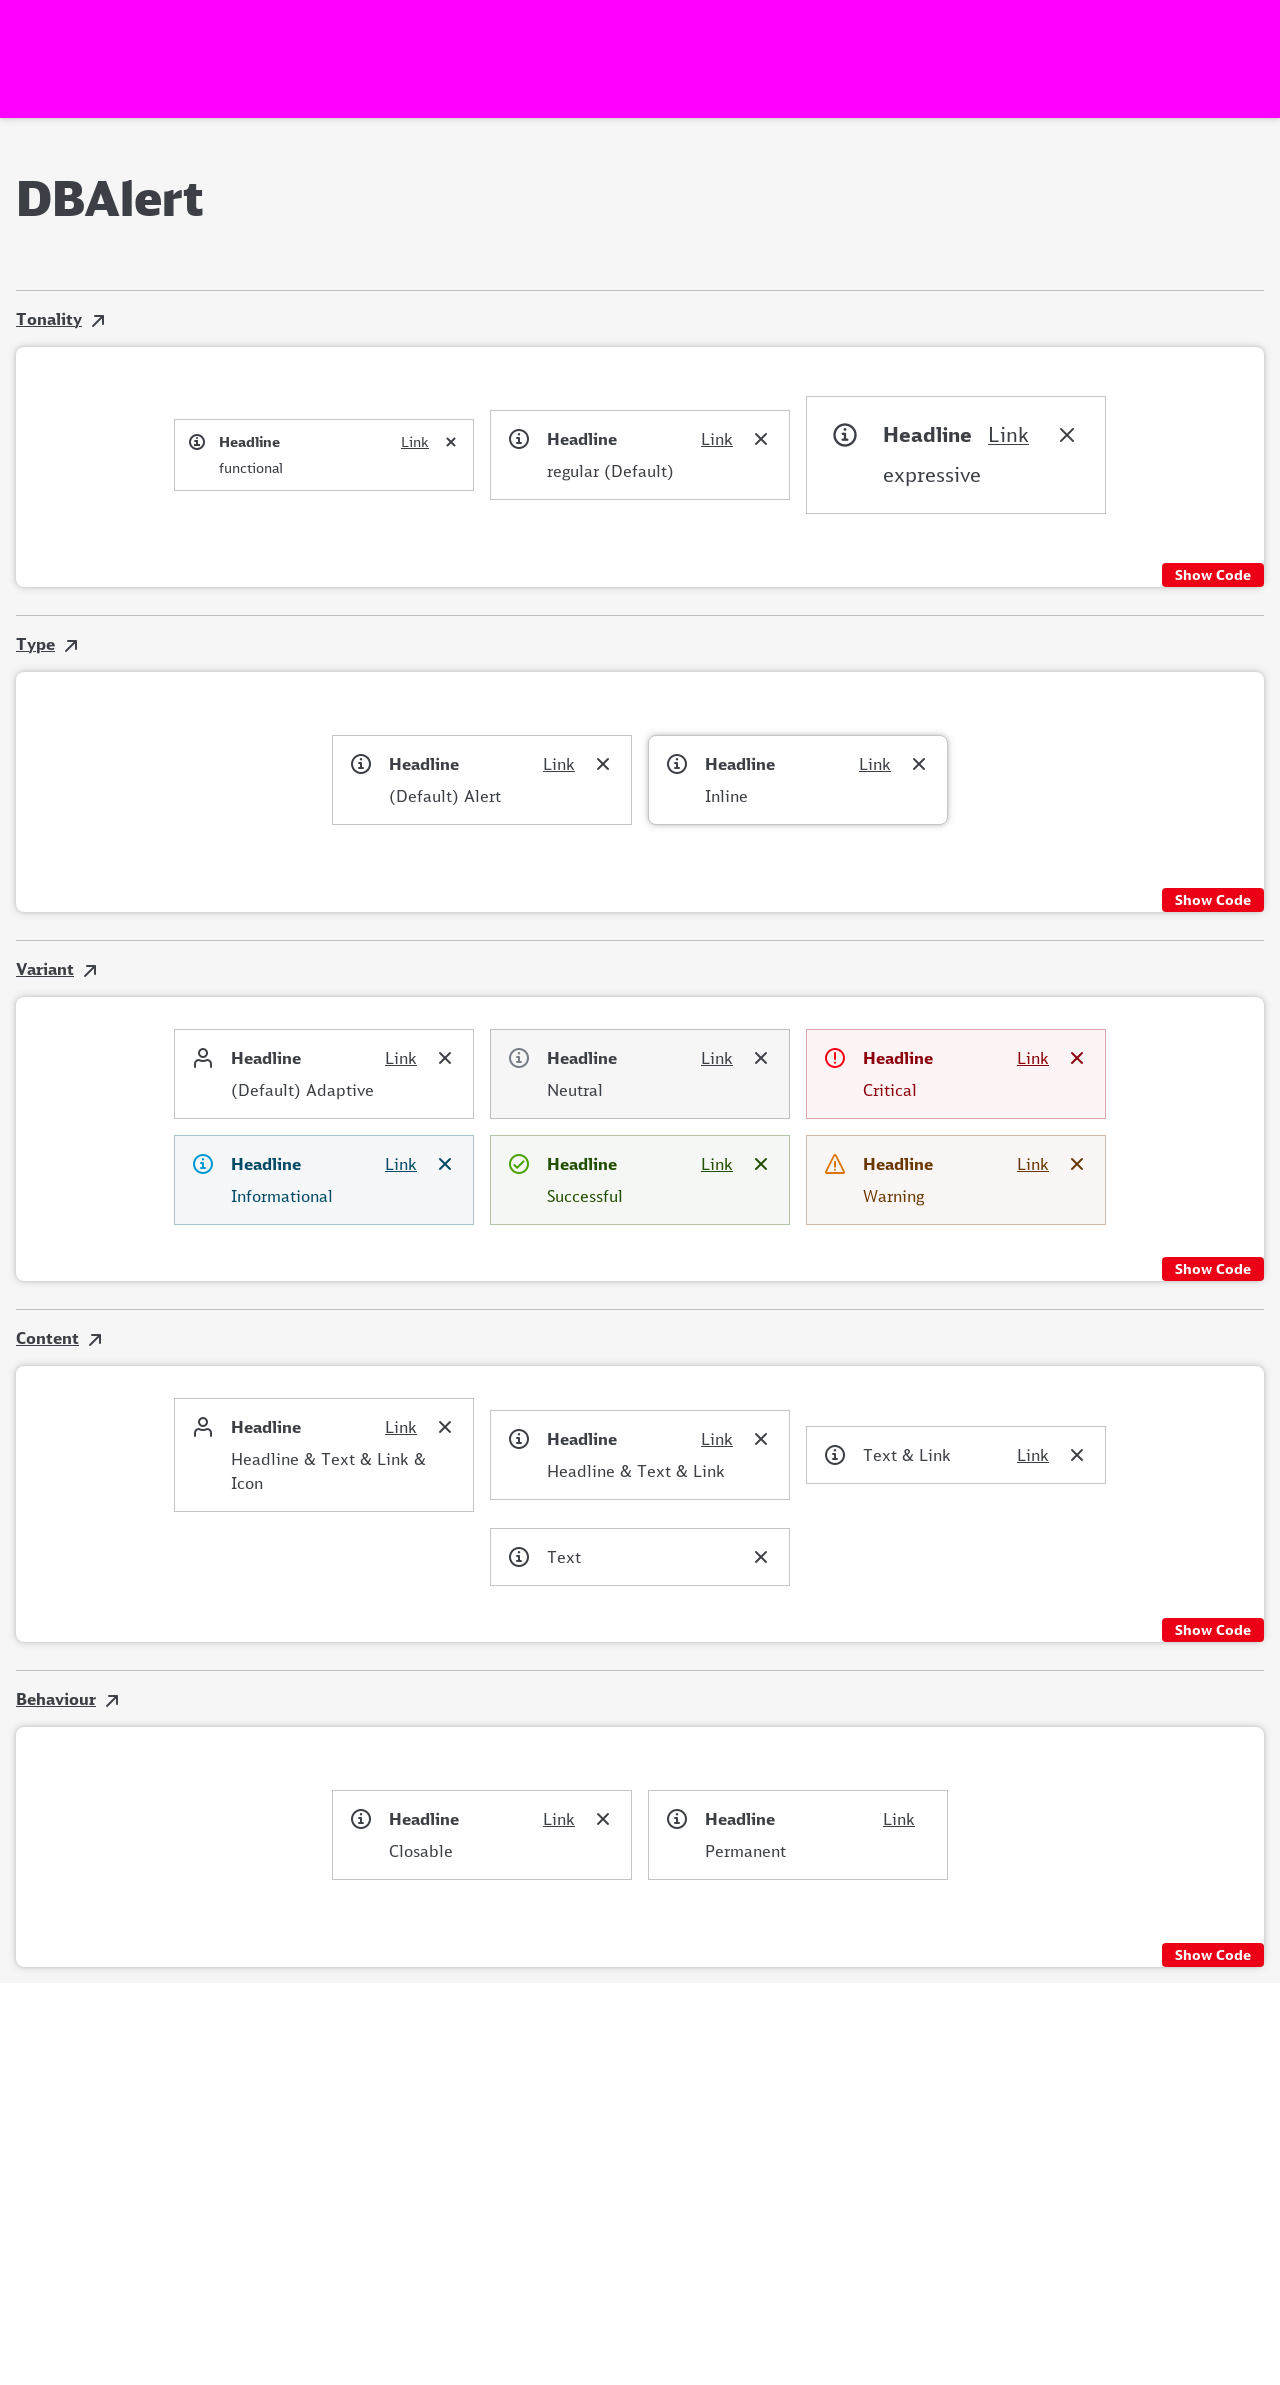 DBAlert
Tonality
Headline Link
functional
Headline Link
regular (Default)
Headline Link
expressive
Show Code
Type
Headline Link
(Default) Alert
Headline Link
Inline
Show Code
Variant
Headline Link
(Default) Adaptive
Headline Link
Neutral
Headline Link
Critical
Headline Link
Informational
Headline Link
Successful
Headline Link
Warning
Show Code
Content
Headline Link
Headline & Text & Link &
Icon
Headline Link
Headline & Text & Link
Text & Link Link
Text
Show Code
Behaviour
Headline Link
Closable
Headline Link
Permanent
Show Code